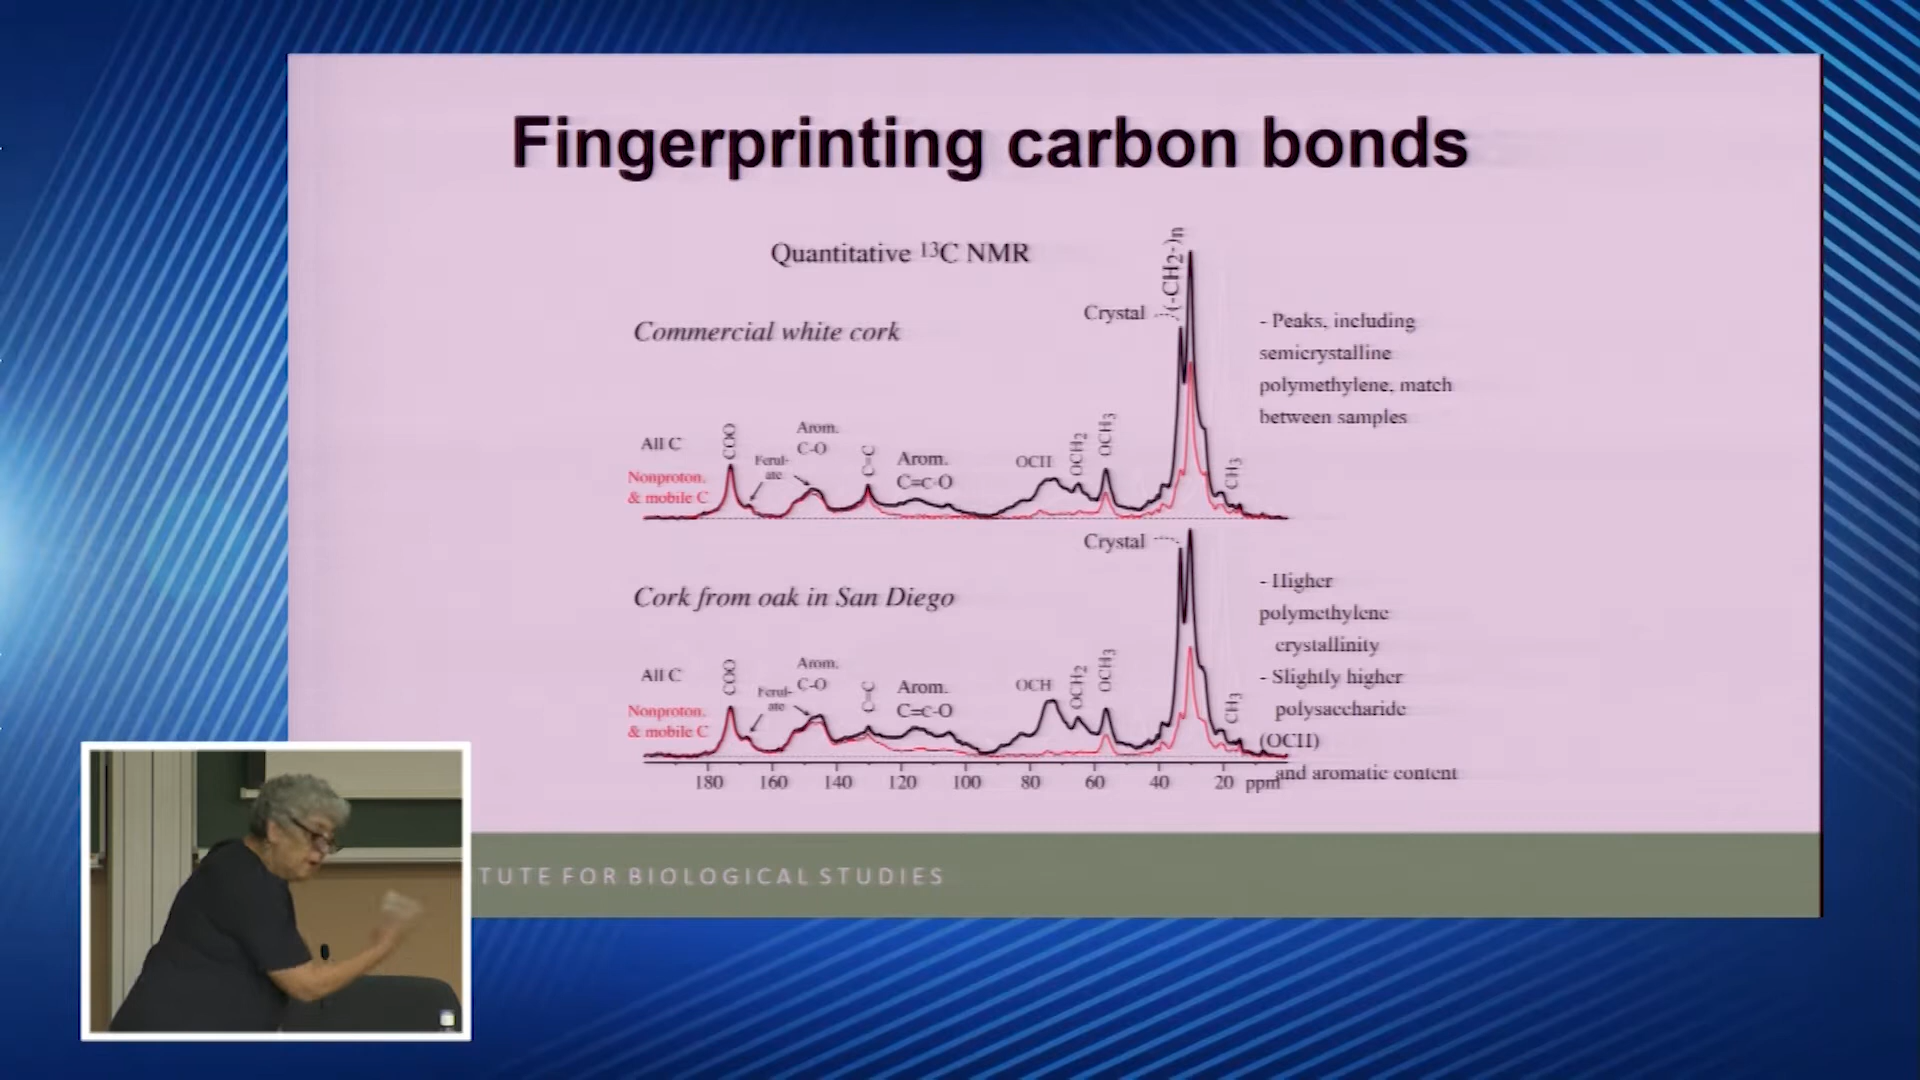 Fingerprinting carbon bonds
Quantitative ¹³C NMR
Commercial white cork
Crystal
(-CH₂-)n
All C
Nonproton.
& mobile C
COO
Ferul-
ate
Arom.
C-O
C=C
Arom.
C=C-O
OCH
OCH₂
OCH₃
CH₃
- Peaks, including
semicrystalline
polymethylene, match
between samples
Cork from oak in San Diego
Crystal
All C
Nonproton.
& mobile C
COO
Ferul-
ate
Arom.
C-O
C=C
Arom.
C=C-O
OCH
OCH₂
OCH₃
CH₃
180 160 140 120 100 80 60 40 20 ppm
- Higher
polymethylene
crystallinity
- Slightly higher
polysaccharide
(OCH)
and aromatic content
TUTE FOR BIOLOGICAL STUDIES